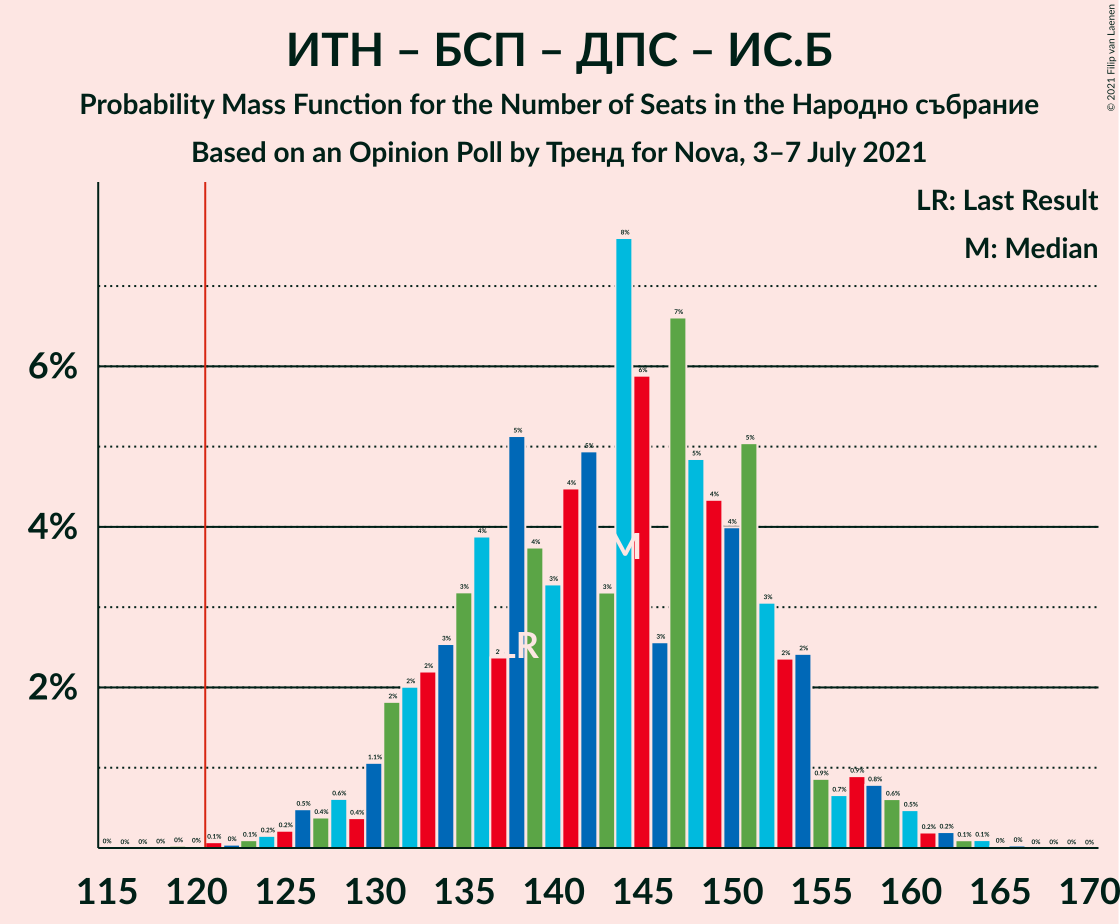 ИТН – БСП – ДПС – ИС.Б
Probability Mass Function for the Number of Seats in the Народно събрание
Based on an Opinion Poll by Тренд for Nova, 3–7 July 2021
© 2021 Filip van Laenen
LR: Last Result
M: Median
6%
4%
2%
0% 0% 0% 0% 0% 0% 0.1% 0% 0.1% 0.2% 0.2% 0.5% 0.4% 0.6% 0.4% 1.1% 2% 2% 2% 3% 3% 4% 2 5% 4% 3% 4% 5% 3% 8% 6% 3% 7% 5% 4% 4% 5% 3% 2% 2% 0.9% 0.7% 0.9% 0.8% 0.6% 0.5% 0.2% 0.2% 0.1% 0.1% 0% 0% 0% 0% 0% 0%
LR
M
115 120 125 130 135 140 145 150 155 160 165 170